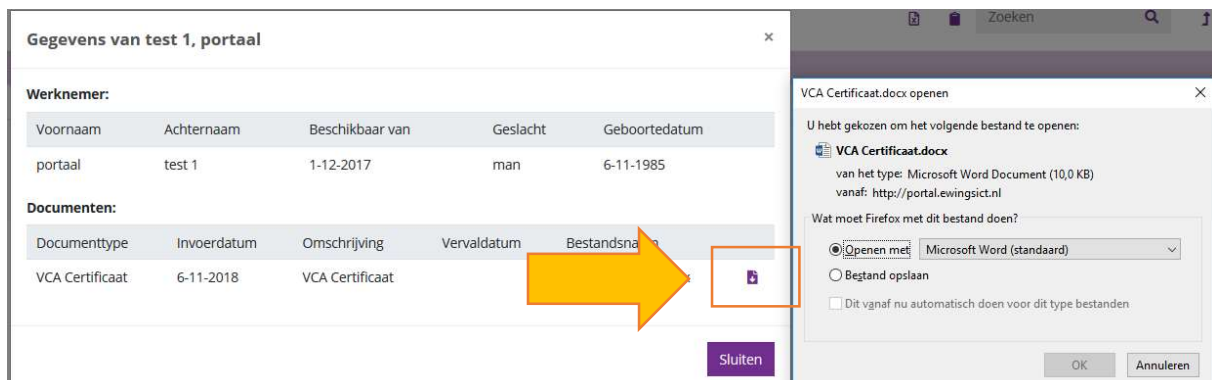 Zoeken
Gegevens van test 1, portaal ×
Werknemer:
Voornaam Achternaam Beschikbaar van Geslacht Geboortedatum
portaal test 1 1-12-2017 man 6-11-1985
Documenten:
Documenttype Invoerdatum Omschrijving Vervaldatum
VCA Certificaat 6-11-2018 VCA Certificaat
Sluiten
VCA Certificaat.docx openen
U hebt gekozen om het volgende bestand te openen:
VCA Certificaat.docx
van het type: Microsoft Word Document (10,0 KB)
vanaf: http://portal.ewingsict.nl
Wat moet Firefox met dit bestand doen?
Openen met Microsoft Word (standaard)
Bestand opslaan
Dit vanaf nu automatisch doen voor dit type bestanden
OK Annuleren